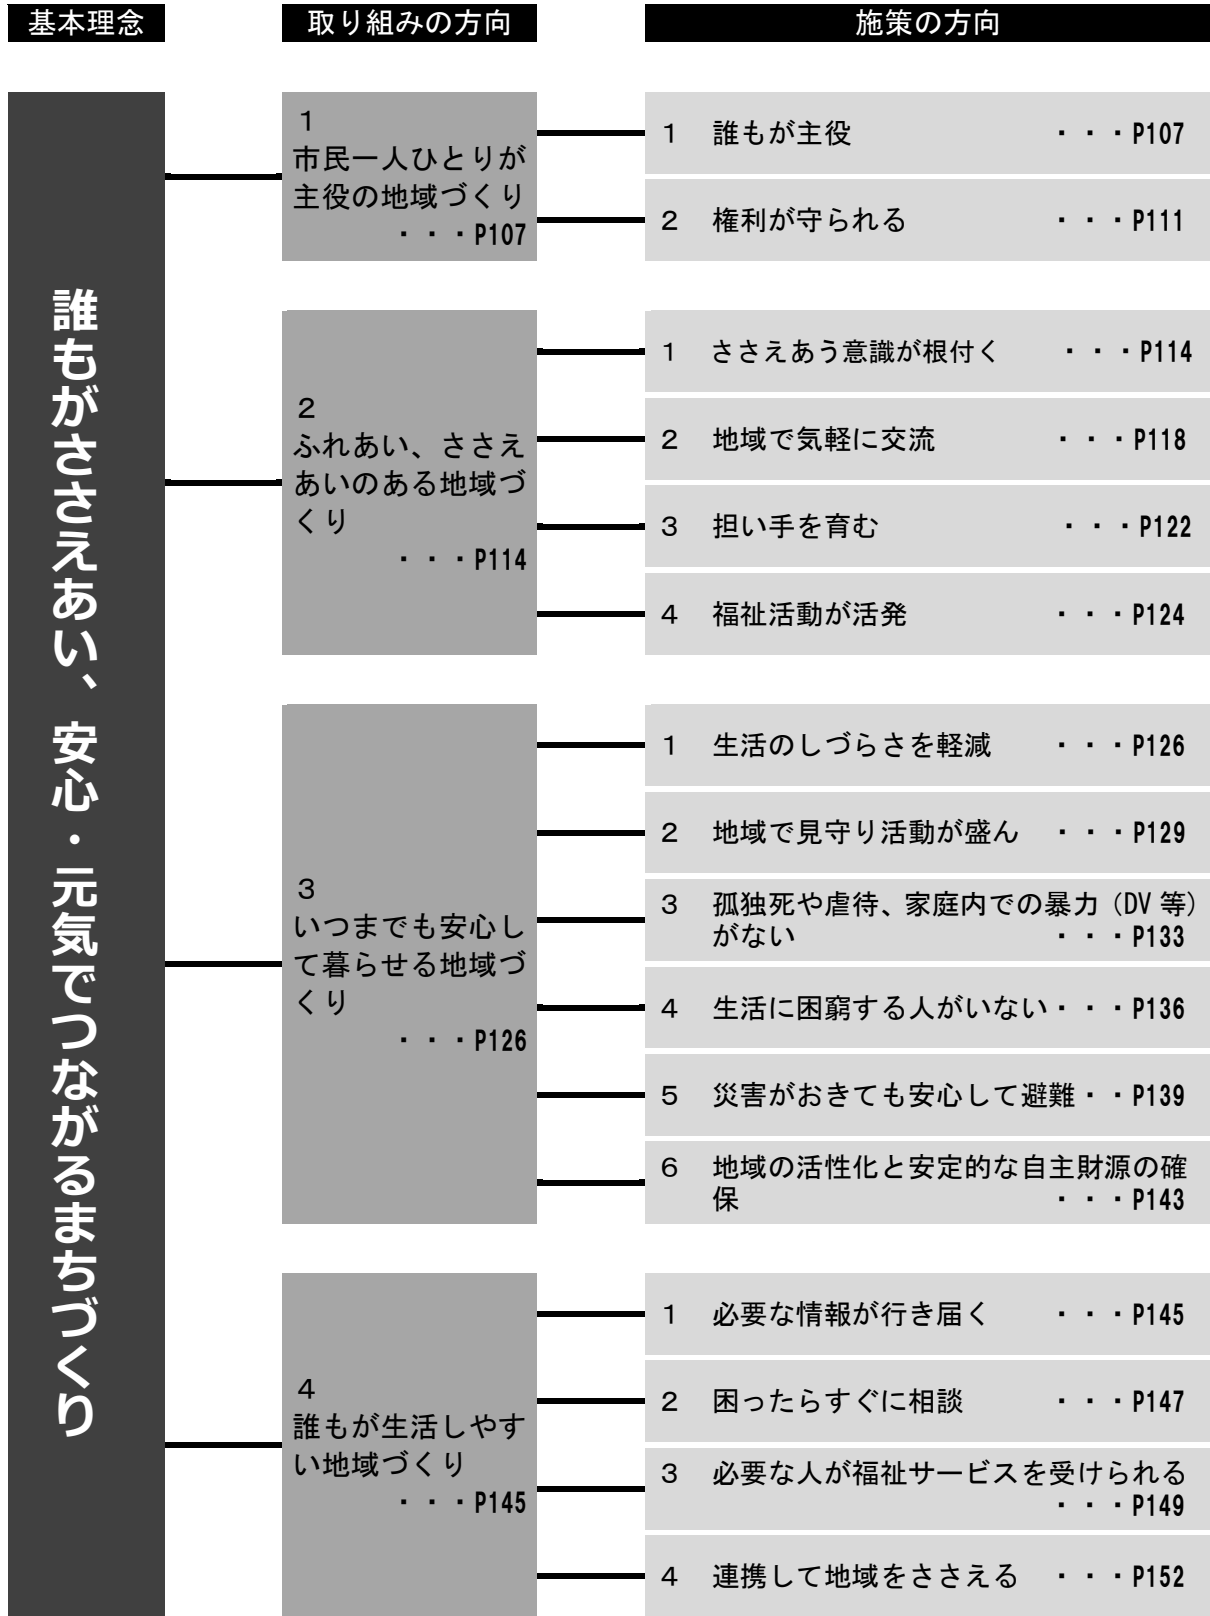 基本理念
取り組みの方向
施策の方向
誰もがささえあい、安心・元気でつながるまちづくり
１
市民一人ひとりが
主役の地域づくり
・・・P107
１ 誰もが主役 ・・・P107
２ 権利が守られる ・・・P111
２
ふれあい、ささえ
あいのある地域づ
くり
・・・P114
１ ささえあう意識が根付く ・・・P114
２ 地域で気軽に交流 ・・・P118
３ 担い手を育む ・・・P122
４ 福祉活動が活発 ・・・P124
３
いつまでも安心し
て暮らせる地域づ
くり
・・・P126
１ 生活のしづらさを軽減 ・・・P126
２ 地域で見守り活動が盛ん ・・・P129
３ 孤独死や虐待、家庭内での暴力（DV 等）
がない ・・・P133
４ 生活に困窮する人がいない・・・P136
５ 災害がおきても安心して避難・・P139
６ 地域の活性化と安定的な自主財源の確
保 ・・・P143
４
誰もが生活しやす
い地域づくり
・・・P145
１ 必要な情報が行き届く ・・・P145
２ 困ったらすぐに相談 ・・・P147
３ 必要な人が福祉サービスを受けられる
・・・P149
４ 連携して地域をささえる ・・・P152